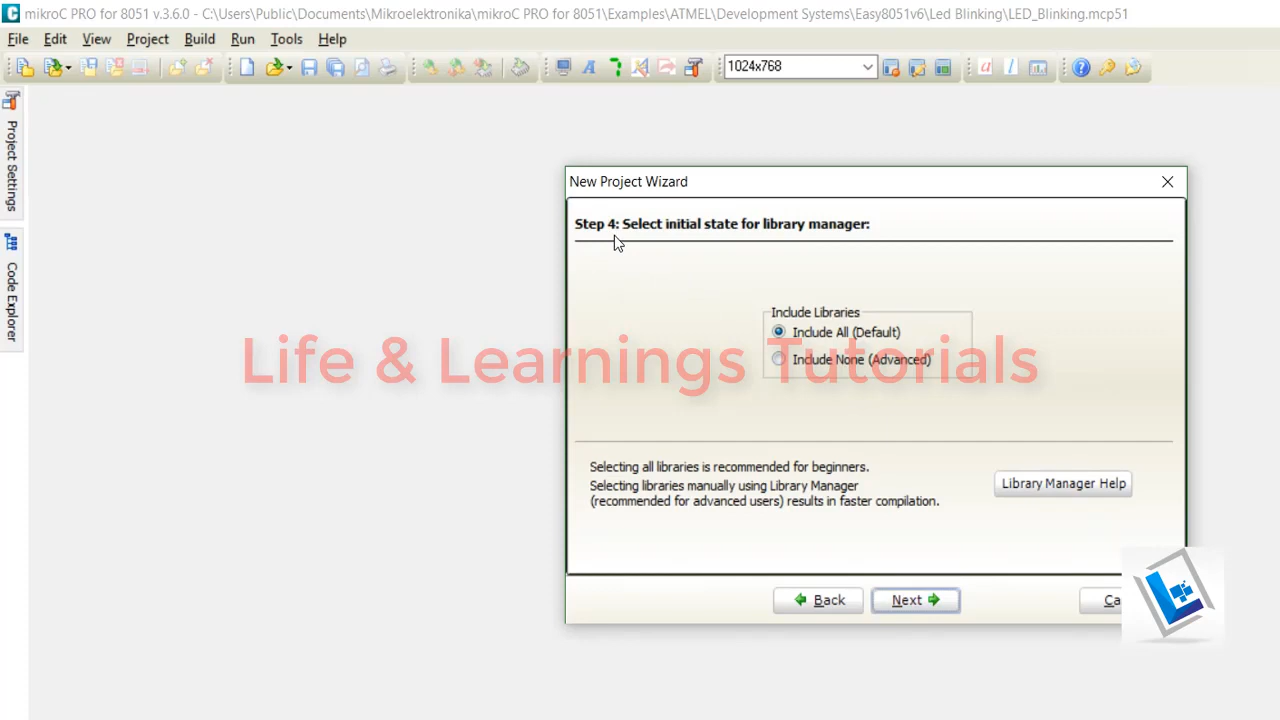 mikroC PRO for 8051 v.3.6.0 - C:\Users\Public\Documents\Mikroelektronika\mikroC PRO for 8051\Examples\ATMEL\Development Systems\Easy8051v6\Led Blinking\LED_Blinking.mcp51
File Edit View Project Build Run Tools Help
1024x768
Project Settings
Code Explorer
New Project Wizard
Step 4: Select initial state for library manager:
Include Libraries
Include All (Default)
Include None (Advanced)
Life & Learnings Tutorials
Selecting all libraries is recommended for beginners.
Selecting libraries manually using Library Manager
(recommended for advanced users) results in faster compilation.
Library Manager Help
Back Next